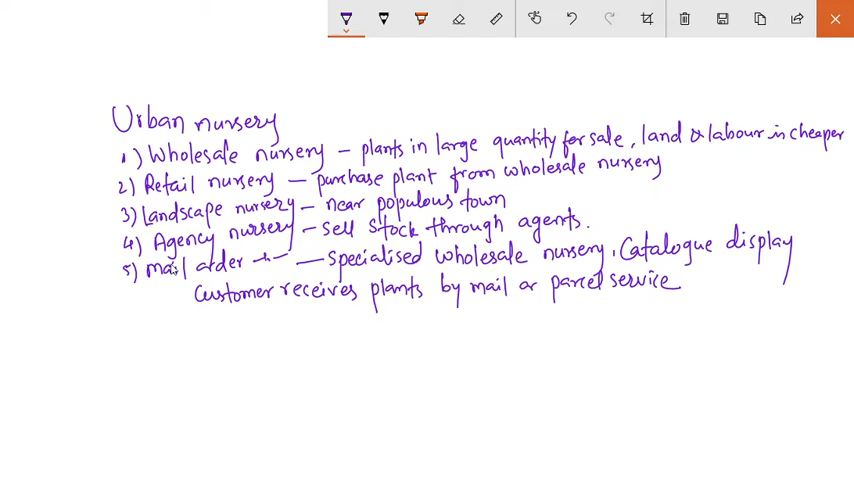 Urban nursery
1) Wholesale nursery - plants in large quantity for sale, land & labour is cheaper
2) Retail nursery - purchase plant from wholesale nursery
3) Landscape nursery - near populous town
4) Agency nursery - sell stock through agents.
5) Mail order -"- - specialised wholesale nursery. Catalogue display
Customer receives plants by mail or parcel service